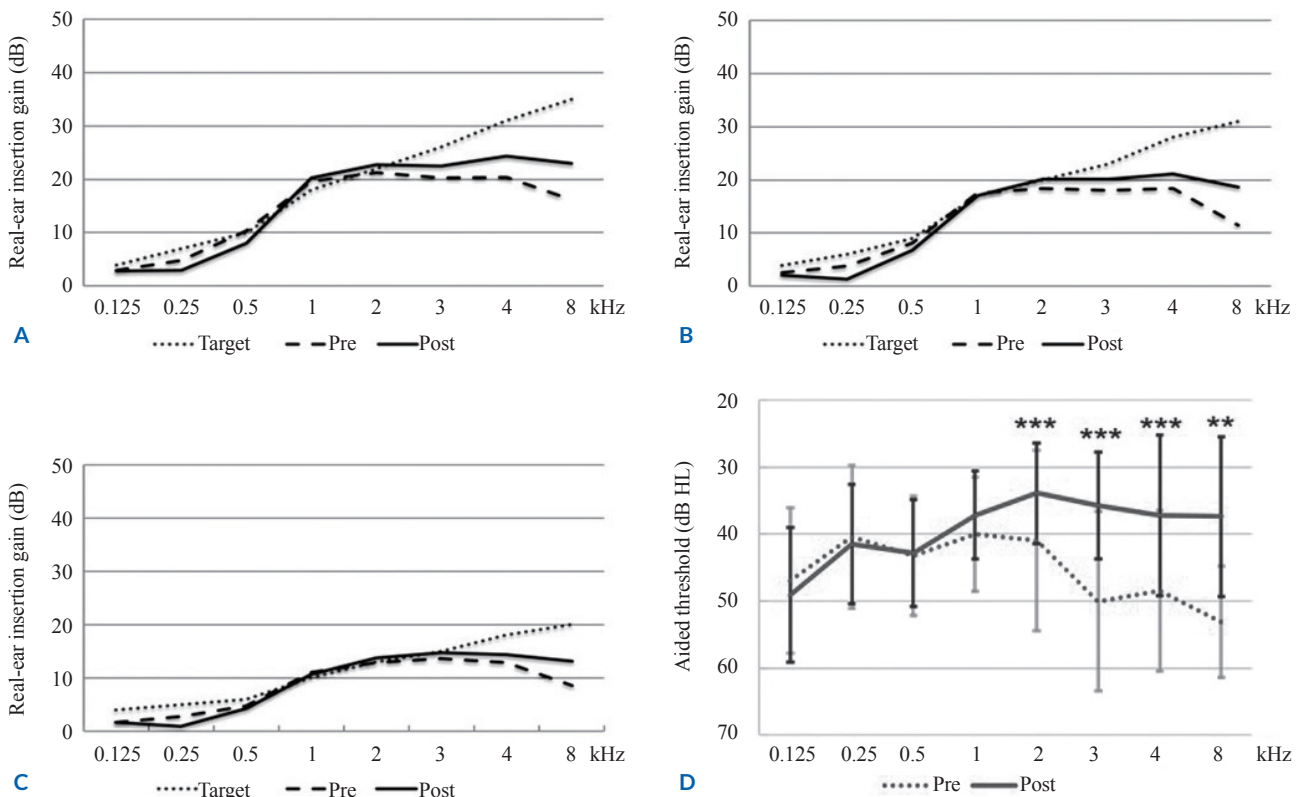 Real-ear insertion gain (dB)
50
40
30
20
10
0
0.125 0.25 0.5 1 2 3 4 8 kHz
A
Target Pre Post
Real-ear insertion gain (dB)
50
40
30
20
10
0
0.125 0.25 0.5 1 2 3 4 8 kHz
B
Target Pre Post
Real-ear insertion gain (dB)
50
40
30
20
10
0
0.125 0.25 0.5 1 2 3 4 8 kHz
C
Target Pre Post
Aided threshold (dB HL)
20
30
40
50
60
70
*** *** *** **
0.125 0.25 0.5 1 2 3 4 8 kHz
D
Pre Post